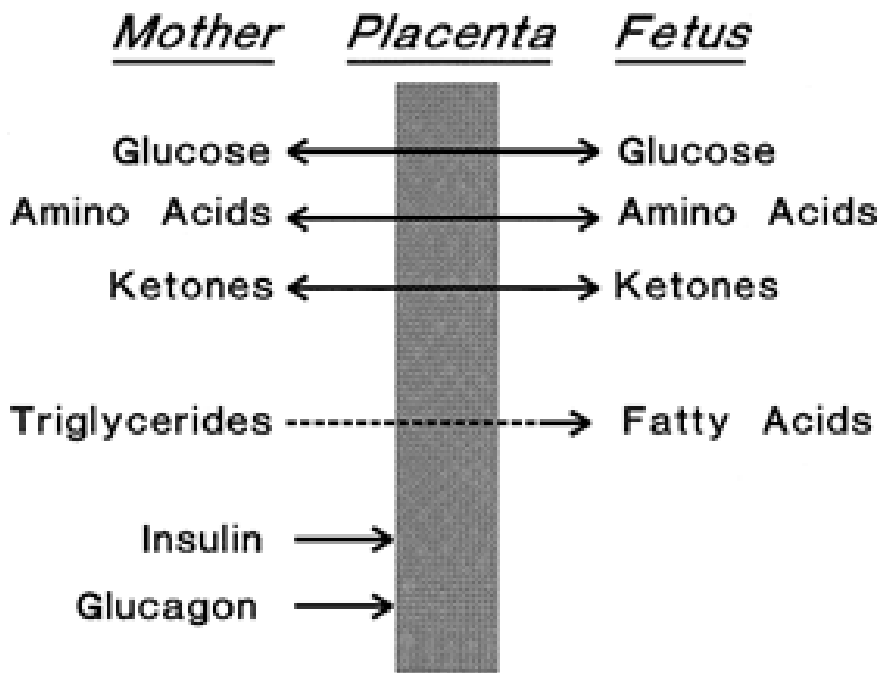 Mother Placenta Fetus
Glucose Glucose
Amino Acids Amino Acids
Ketones Ketones
Triglycerides Fatty Acids
Insulin
Glucagon